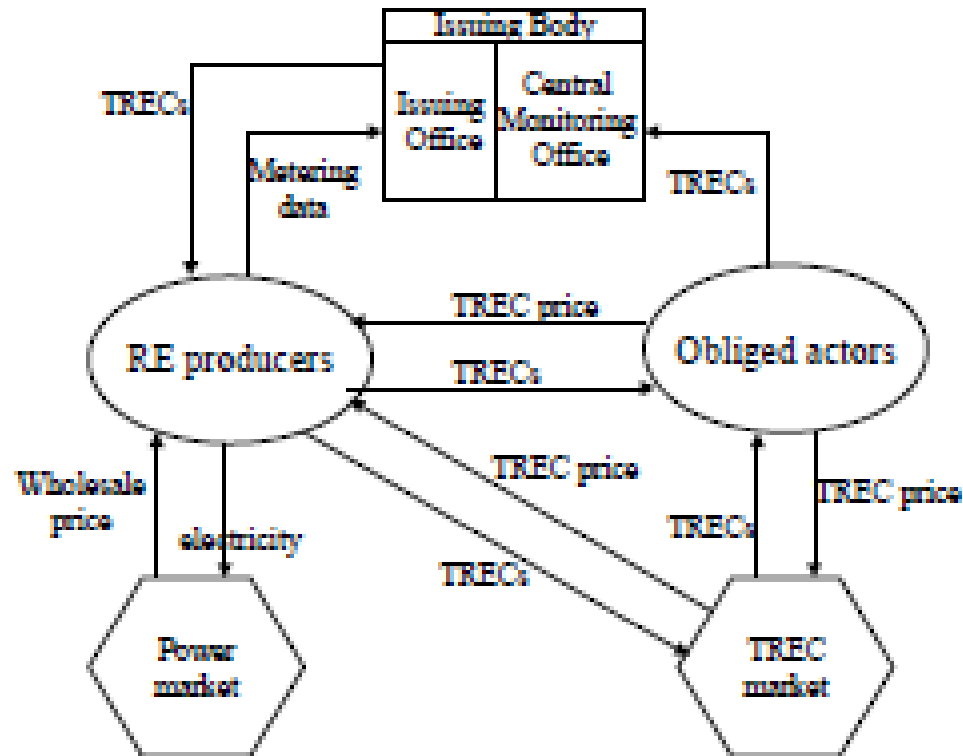 Issuing Body
Issuing
Office
Central
Monitoring
Office
TRECs
Metering
data
TRECs
TREC price
RE producers
Obliged actors
TRECs
Wholesale
price
electricity
TREC price
TRECs
TRECs
TREC price
Power
market
TREC
market